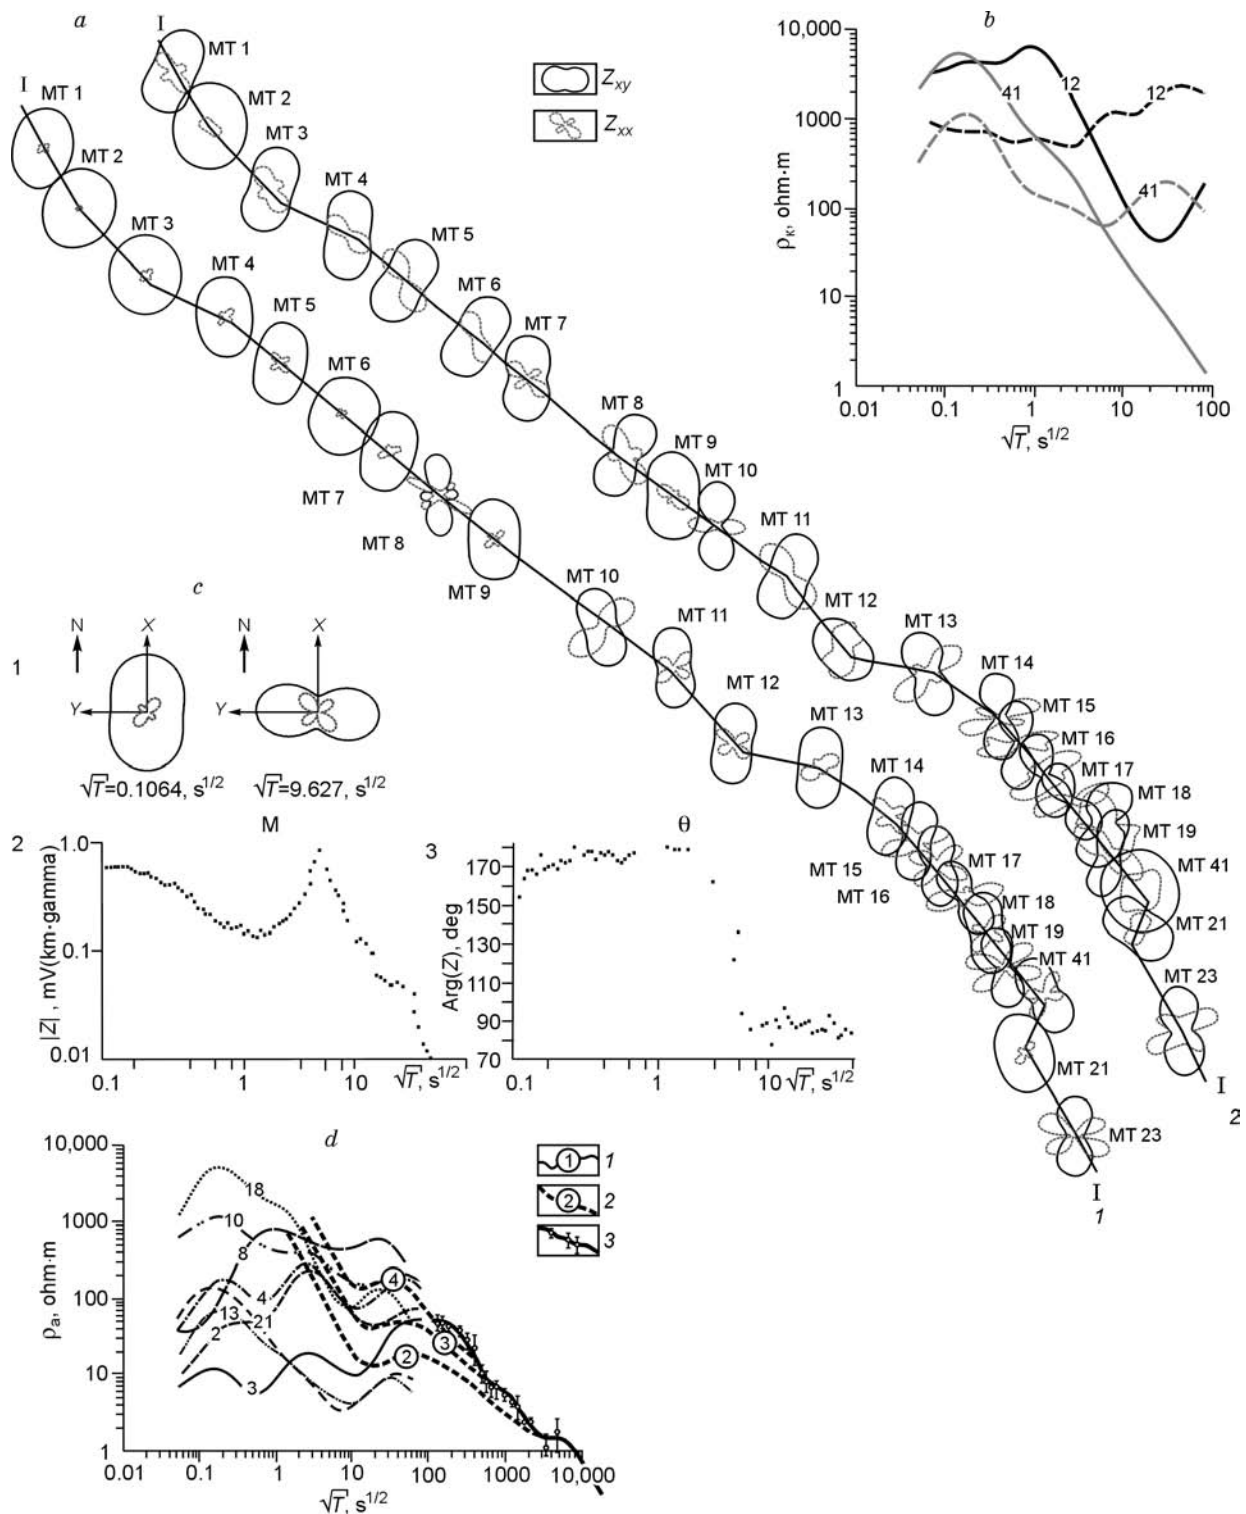 a
I
MT 1
MT 2
MT 3
MT 4
MT 5
MT 6
MT 7
MT 8
MT 9
MT 10
MT 11
MT 12
MT 13
MT 14
MT 15
MT 16
MT 17
MT 18
MT 19
MT 41
MT 21
MT 23
I
2
I
MT 1
MT 2
MT 3
MT 4
MT 5
MT 6
MT 7
MT 8
MT 9
MT 10
MT 11
MT 12
MT 13
MT 14
MT 15
MT 16
MT 17
MT 18
MT 19
MT 41
MT 21
MT 23
I
1
Zxy
Zxx
b
10,000
1000
100
10
1
ρк, ohm·m
12
41
12
41
0.01 0.1 1 10 100
√T, s1/2
c
1
N X
Y
√T=0.1064, s1/2
N X
Y
√T=9.627, s1/2
2
M
1.0
0.1
0.01
|Z| , mV(km·gamma)
0.1 1 10 √T, s1/2
3
θ
170
150
130
110
90
70
Arg(Z), deg
0.1 1 10 √T, s1/2
d
10,000
1000
100
10
1
ρa, ohm·m
18
10
8
4
13
21
2
3
4
3
2
0.01 0.1 1 10 100 1000 10,000
√T, s1/2
1 1
2 2
3